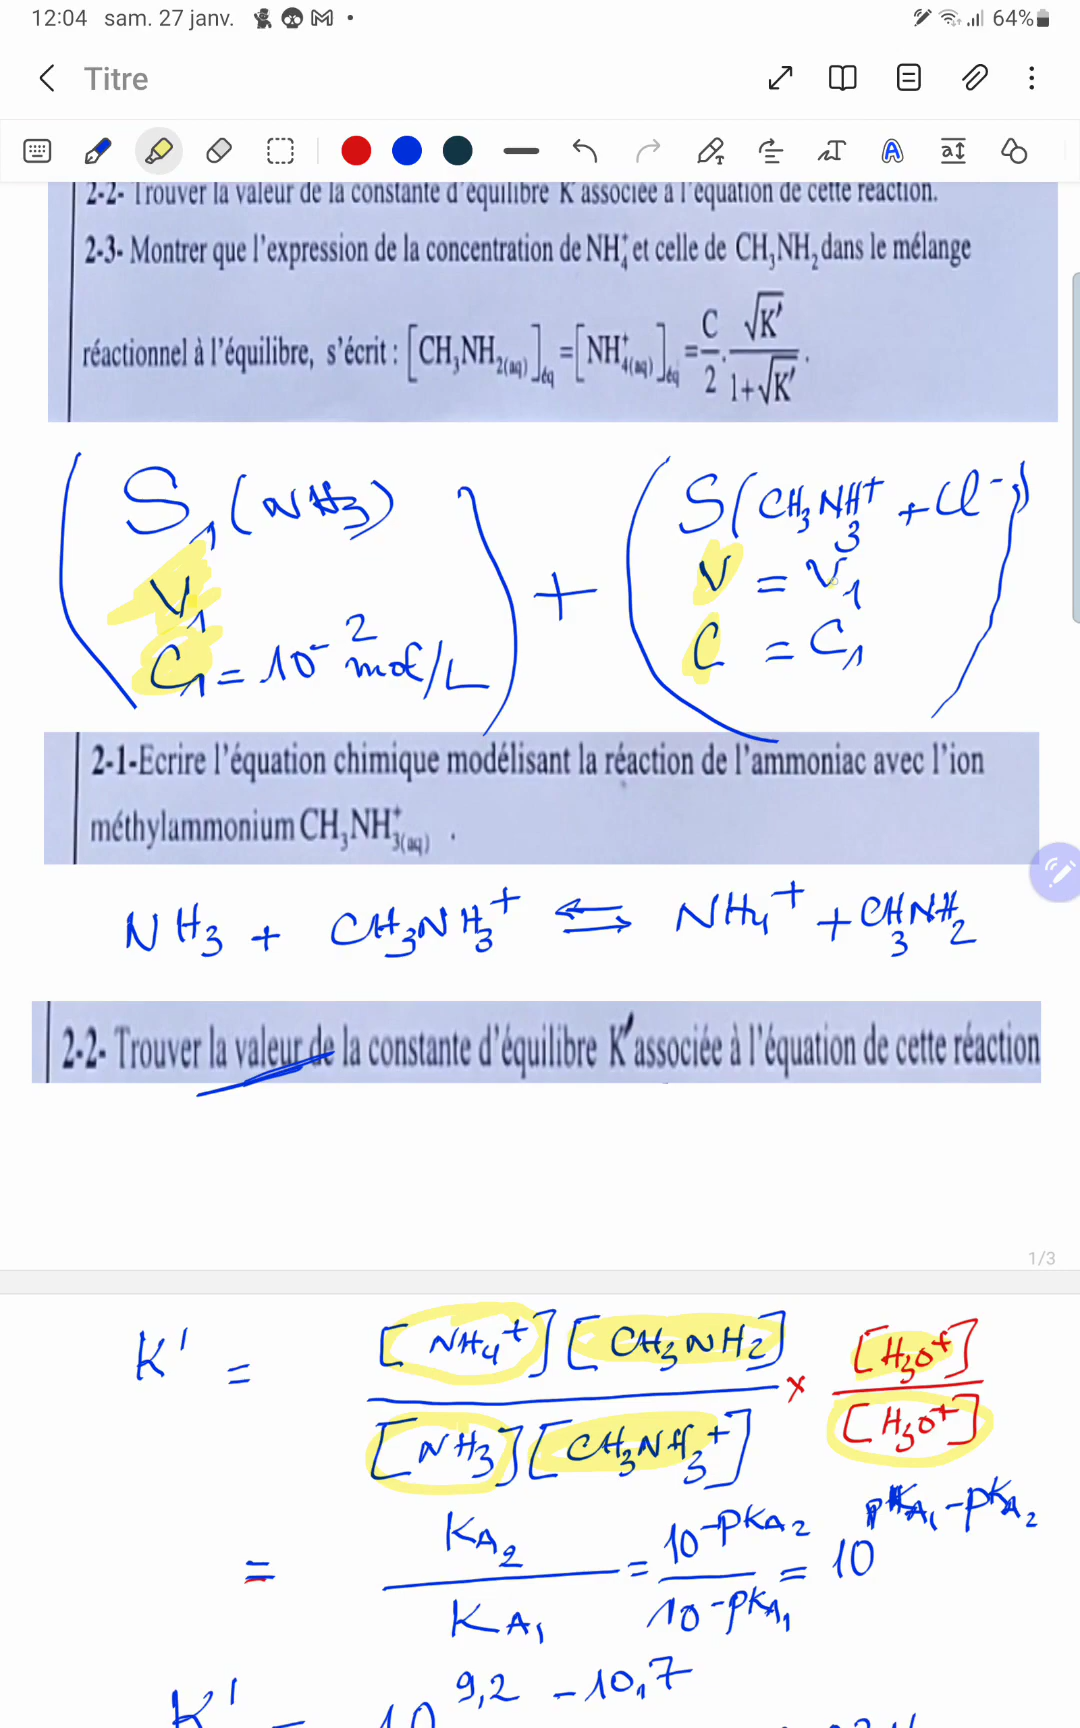 12:04 sam. 27 janv. 64%
Titre
2-2- Trouver la valeur de la constante d'équilibre K' associée à l'équation de cette réaction.
2-3- Montrer que l'expression de la concentration de NH₄⁺ et celle de CH₃NH₂ dans le mélange
réactionnel à l'équilibre, s'écrit : [CH₃NH₂(aq)]éq = [NH₄⁺(aq)]éq = C/2 . √K'/(1+√K') .
S₁ (NH₃) + S(CH₃NH₃⁺ + Cl⁻)
V₁ V = V₁
C₁ = 10⁻² mol/L C = C₁
2-1-Ecrire l'équation chimique modélisant la réaction de l'ammoniac avec l'ion
méthylammonium CH₃NH₃⁺(aq) .
NH₃ + CH₃NH₃⁺ ⇌ NH₄⁺ + CH₃NH₂
2-2- Trouver la valeur de la constante d'équilibre K' associée à l'équation de cette réaction
1/3
K' = [NH₄⁺][CH₃NH₂] / [NH₃][CH₃NH₃⁺] × [H₃O⁺] / [H₃O⁺]
= KA₂ / KA₁ = 10^-pKA₂ / 10^-pKA₁ = 10^pKA₁-pKA₂
K' = 10^9,2 - 10,7